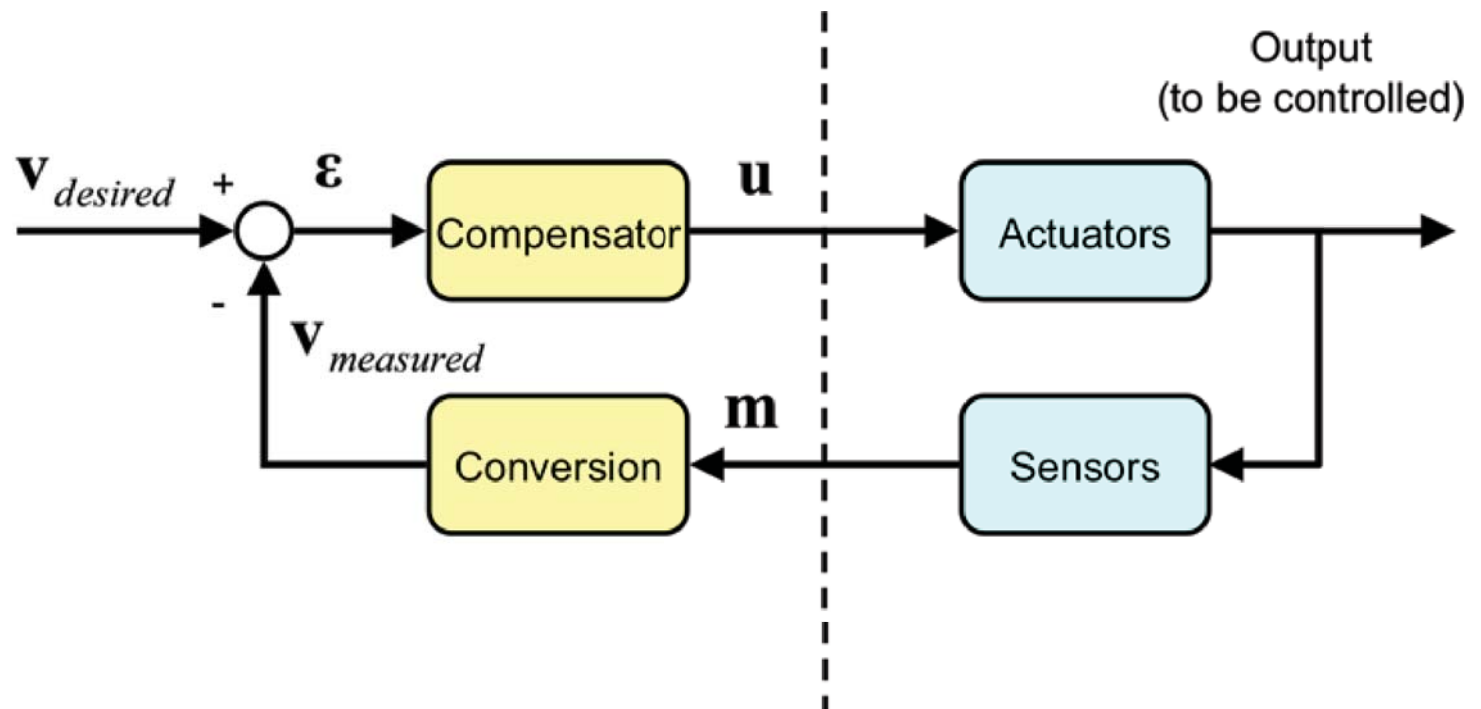 Output
(to be controlled)
v desired
+
ε
Compensator
u
Actuators
-
v measured
Conversion
m
Sensors